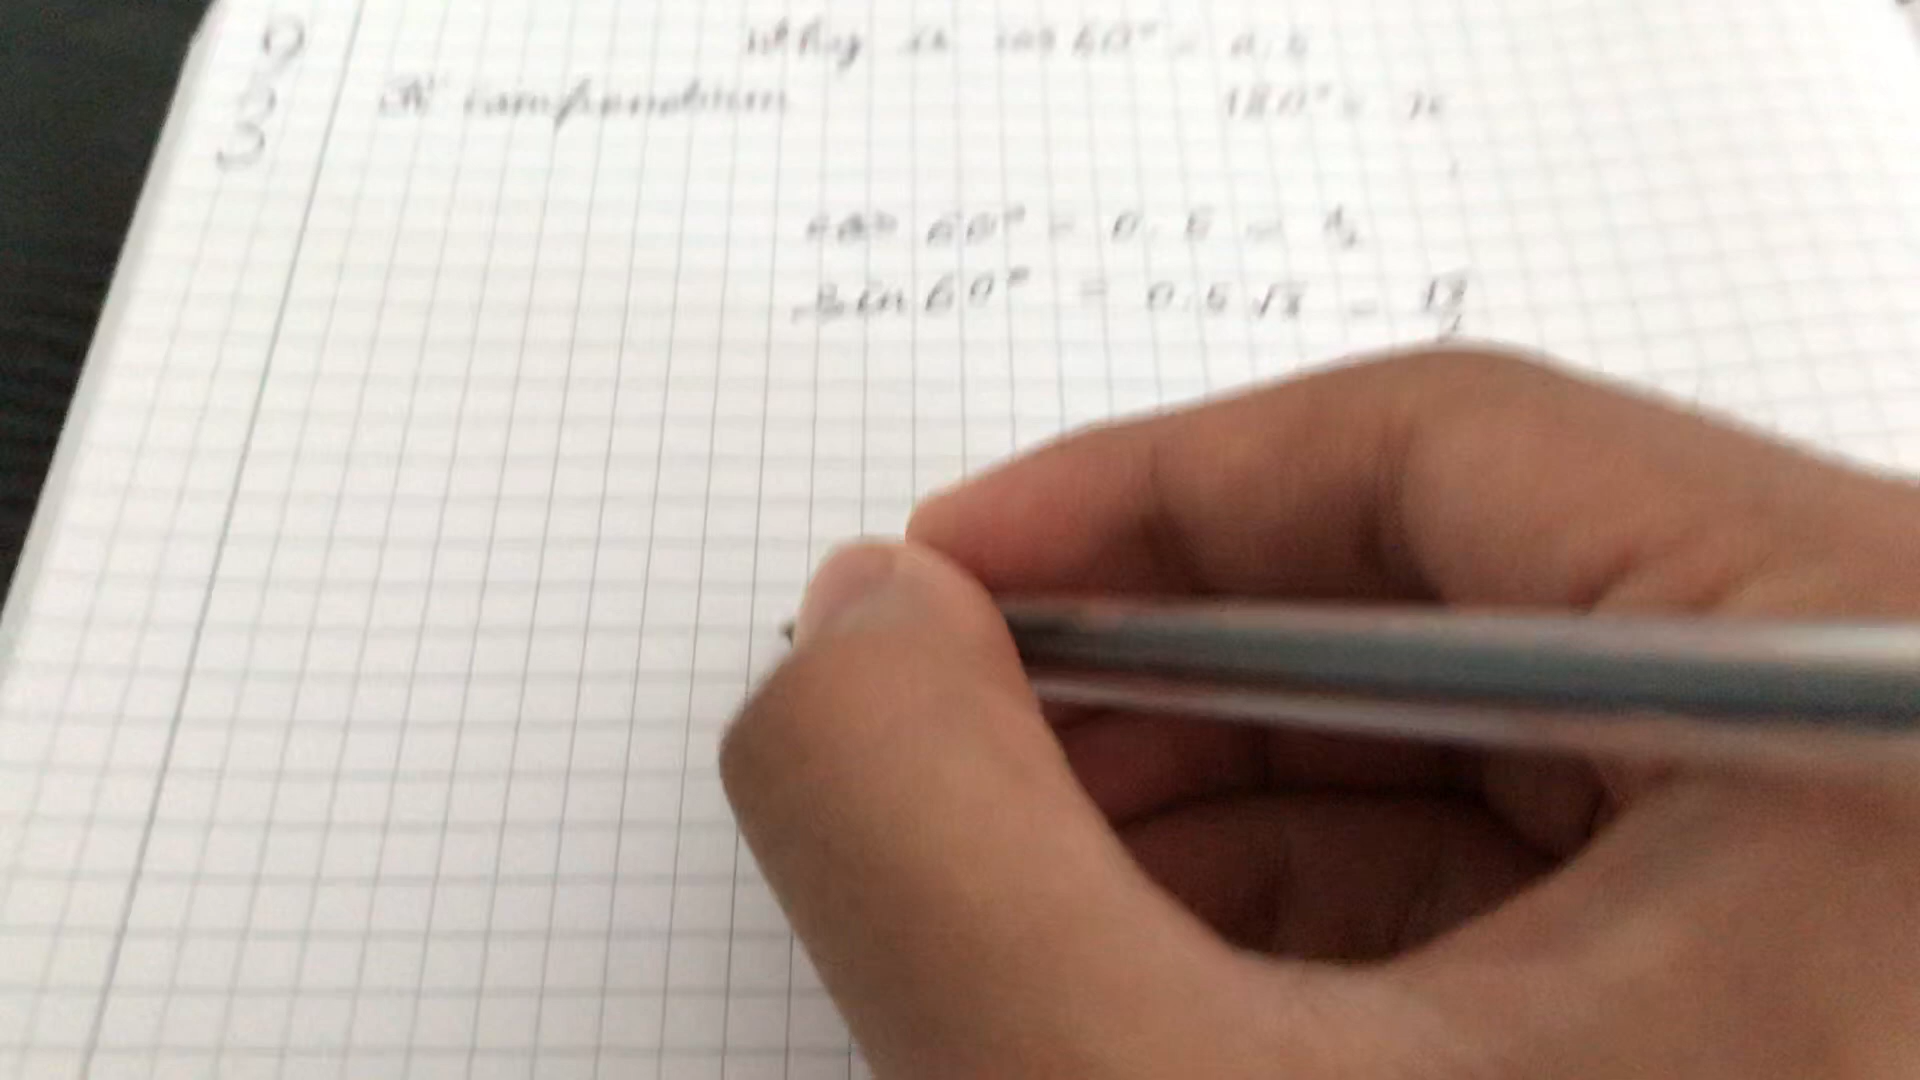 Why is cos 60° = 0.5
A compendium 180° = π
cos 60° = 0.5 = 1/2
sin 60° = 0.5 √3 = √3/2